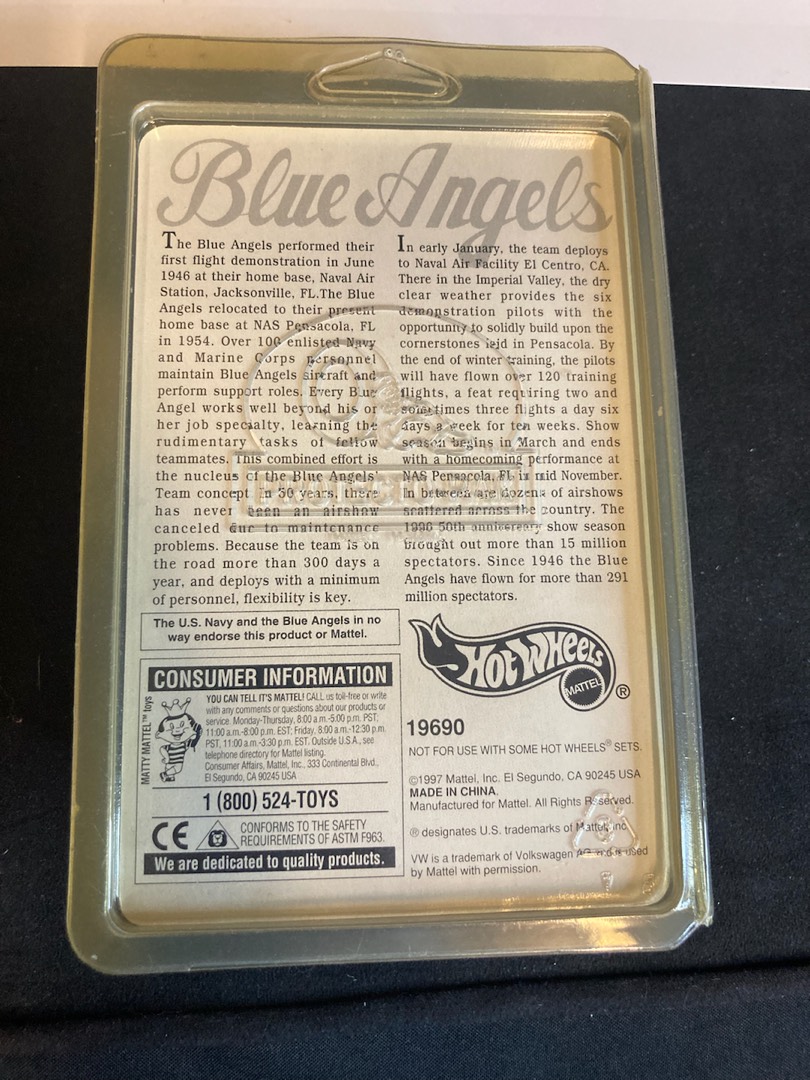 Blue Angels
The Blue Angels performed their
first flight demonstration in June
1946 at their home base, Naval Air
Station, Jacksonville, FL.The Blue
Angels relocated to their present
home base at NAS Pensacola, FL
in 1954. Over 100 enlisted Navy
and Marine Corps personnel
maintain Blue Angels aircraft and
perform support roles. Every Blue
Angel works well beyond his or
her job specialty, learning the
rudimentary tasks of fellow
teammates. This combined effort is
the nucleus of the Blue Angels'
Team concept. In 50 years, there
has never been an airshow
canceled due to maintenance
problems. Because the team is on
the road more than 300 days a
year, and deploys with a minimum
of personnel, flexibility is key.
In early January, the team deploys
to Naval Air Facility El Centro, CA.
There in the Imperial Valley, the dry
clear weather provides the six
demonstration pilots with the
opportunity to solidly build upon the
cornerstones laid in Pensacola. By
the end of winter training, the pilots
will have flown over 120 training
flights, a feat requiring two and
sometimes three flights a day six
days a week for ten weeks. Show
season begins in March and ends
with a homecoming performance at
NAS Pensacola, FL in mid November.
In between are dozens of airshows
scattered across the country. The
1996 50th anniversary show season
brought out more than 15 million
spectators. Since 1946 the Blue
Angels have flown for more than 291
million spectators.
The U.S. Navy and the Blue Angels in no
way endorse this product or Mattel.
CONSUMER INFORMATION
MATTY MATTEL™ toys
YOU CAN TELL IT'S MATTEL! CALL us toll-free or write
with any comments or questions about our products or
service. Monday-Thursday, 8:00 a.m.-5:00 p.m. PST,
11:00 a.m.-8:00 p.m. EST; Friday, 8:00 a.m.-12:30 p.m.
PST, 11:00 a.m.-3:30 p.m. EST. Outside U.S.A., see
telephone directory for Mattel listing.
Consumer Affairs, Mattel, Inc., 333 Continental Blvd.,
El Segundo, CA 90245 USA
1 (800) 524-TOYS
CE CONFORMS TO THE SAFETY
REQUIREMENTS OF ASTM F963.
We are dedicated to quality products.
HOT WHEELS
MATTEL ®
19690
NOT FOR USE WITH SOME HOT WHEELS® SETS.
©1997 Mattel, Inc. El Segundo, CA 90245 USA
MADE IN CHINA.
Manufactured for Mattel. All Rights Reserved.
® designates U.S. trademarks of Mattel, Inc.
VW is a trademark of Volkswagen AG and is used
by Mattel with permission.